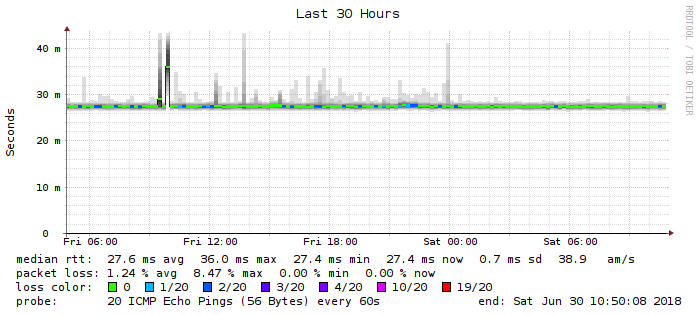 Last 30 Hours
RRDTOOL / TOBI OETIKER
Seconds
40 m
30 m
20 m
10 m
0
Fri 06:00 Fri 12:00 Fri 18:00 Sat 00:00 Sat 06:00
median rtt: 27.6 ms avg 36.0 ms max 27.4 ms min 27.4 ms now 0.7 ms sd 38.9 am/s
packet loss: 1.24 % avg 8.47 % max 0.00 % min 0.00 % now
loss color: 0 1/20 2/20 3/20 4/20 10/20 19/20
probe: 20 ICMP Echo Pings (56 Bytes) every 60s end: Sat Jun 30 10:50:08 2018